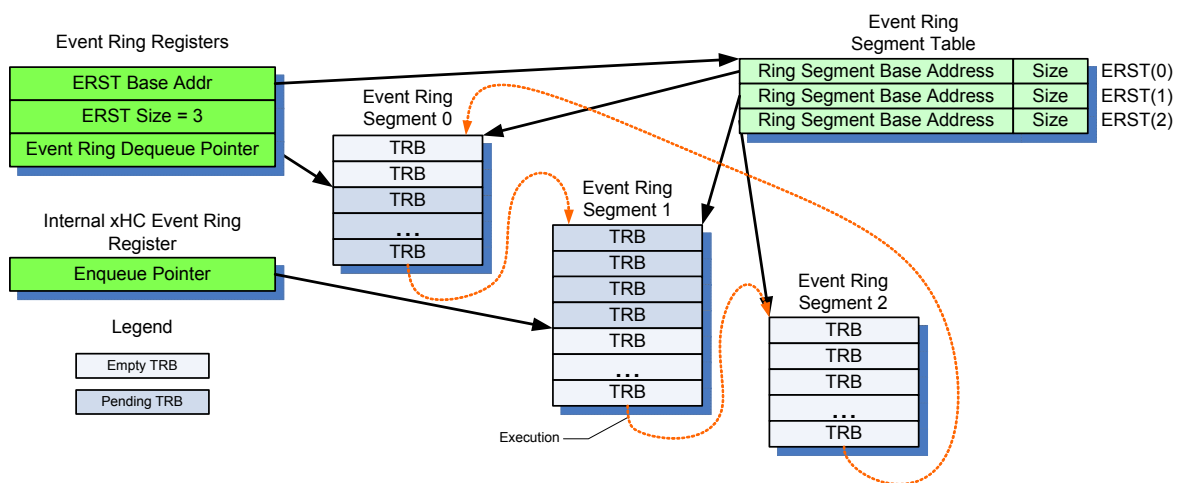 Event Ring Registers
ERST Base Addr
ERST Size = 3
Event Ring Dequeue Pointer
Internal xHC Event Ring
Register
Enqueue Pointer
Legend
Empty TRB
Pending TRB
Event Ring
Segment 0
TRB
TRB
TRB
...
TRB
Event Ring
Segment 1
TRB
TRB
TRB
TRB
TRB
...
TRB
Execution
Event Ring
Segment Table
Ring Segment Base Address Size ERST(0)
Ring Segment Base Address Size ERST(1)
Ring Segment Base Address Size ERST(2)
Event Ring
Segment 2
TRB
TRB
TRB
...
TRB